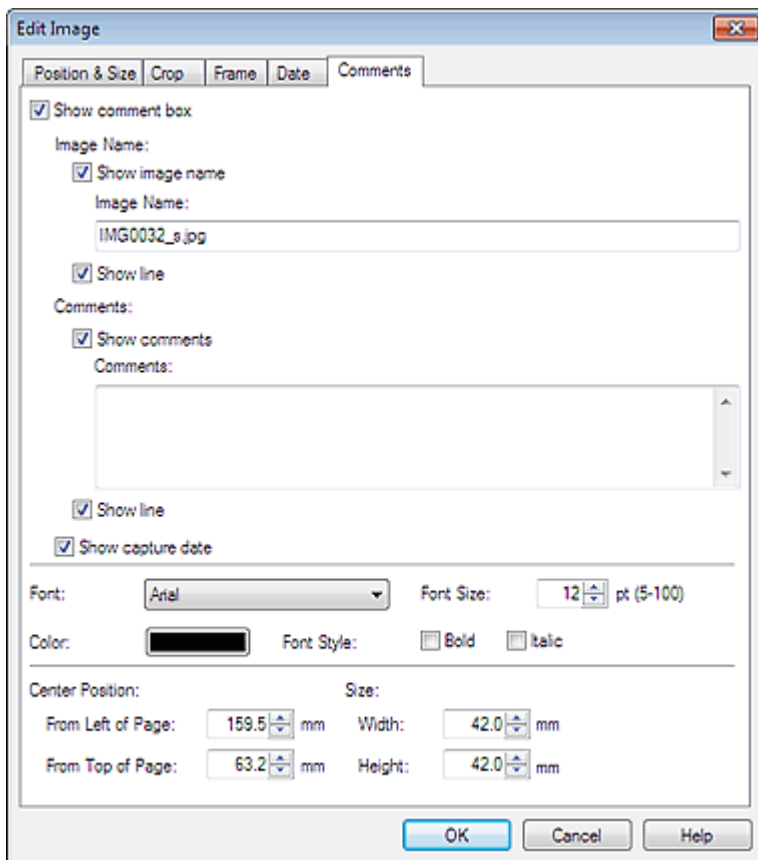 Edit Image
Position & Size Crop Frame Date Comments
Show comment box
Image Name:
Show image name
Image Name:
IMG0032_s.jpg
Show line
Comments:
Show comments
Comments:
Show line
Show capture date
Font: Arial Font Size: 12 pt (5-100)
Color: Font Style: Bold Italic
Center Position: Size:
From Left of Page: 159.5 mm Width: 42.0 mm
From Top of Page: 63.2 mm Height: 42.0 mm
OK Cancel Help